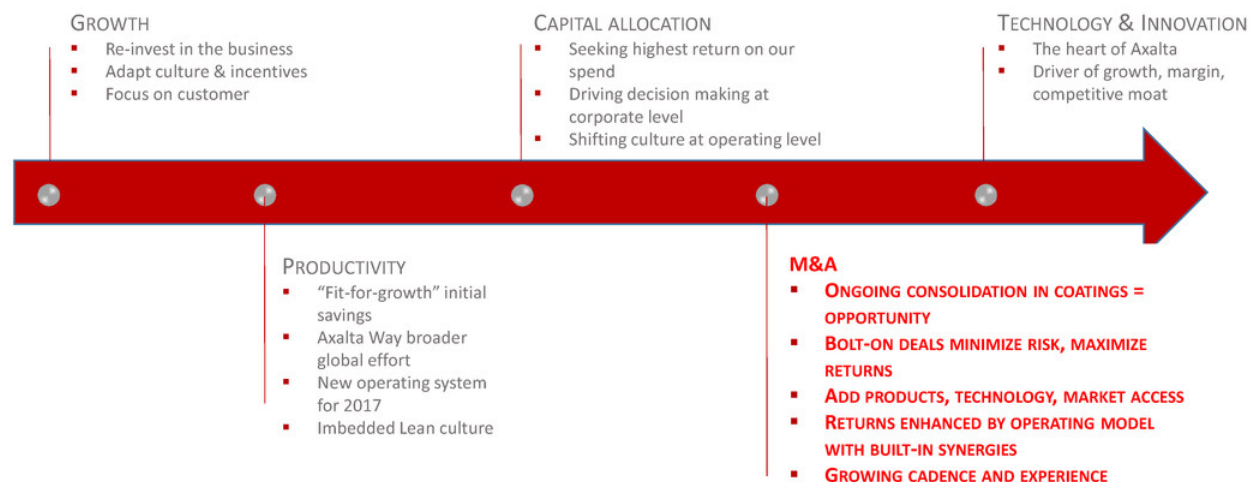 GROWTH
▪ Re-invest in the business
▪ Adapt culture & incentives
▪ Focus on customer
CAPITAL ALLOCATION
▪ Seeking highest return on our
spend
▪ Driving decision making at
corporate level
▪ Shifting culture at operating level
TECHNOLOGY & INNOVATION
▪ The heart of Axalta
▪ Driver of growth, margin,
competitive moat
PRODUCTIVITY
▪ “Fit-for-growth” initial
savings
▪ Axalta Way broader
global effort
▪ New operating system
for 2017
▪ Imbedded Lean culture
M&A
▪ ONGOING CONSOLIDATION IN COATINGS =
OPPORTUNITY
▪ BOLT-ON DEALS MINIMIZE RISK, MAXIMIZE
RETURNS
▪ ADD PRODUCTS, TECHNOLOGY, MARKET ACCESS
▪ RETURNS ENHANCED BY OPERATING MODEL
WITH BUILT-IN SYNERGIES
▪ GROWING CADENCE AND EXPERIENCE